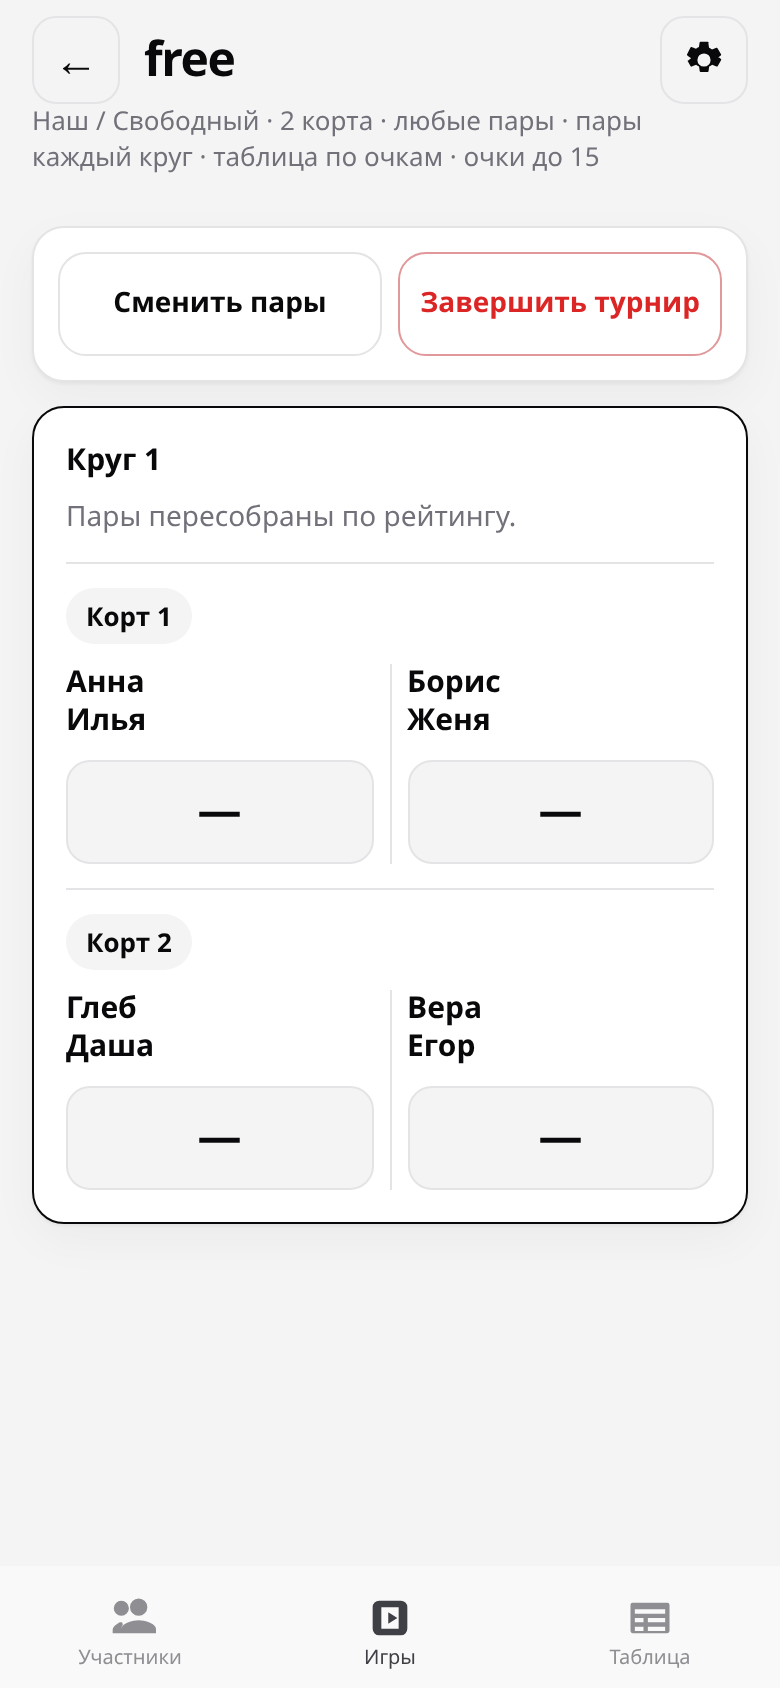 ← free
Наш / Свободный · 2 корта · любые пары · пары
каждый круг · таблица по очкам · очки до 15
Сменить пары
Завершить турнир
Круг 1
Пары пересобраны по рейтингу.
Корт 1
Анна
Илья
Борис
Женя
—
—
Корт 2
Глеб
Даша
Вера
Егор
—
—
Участники
Игры
Таблица